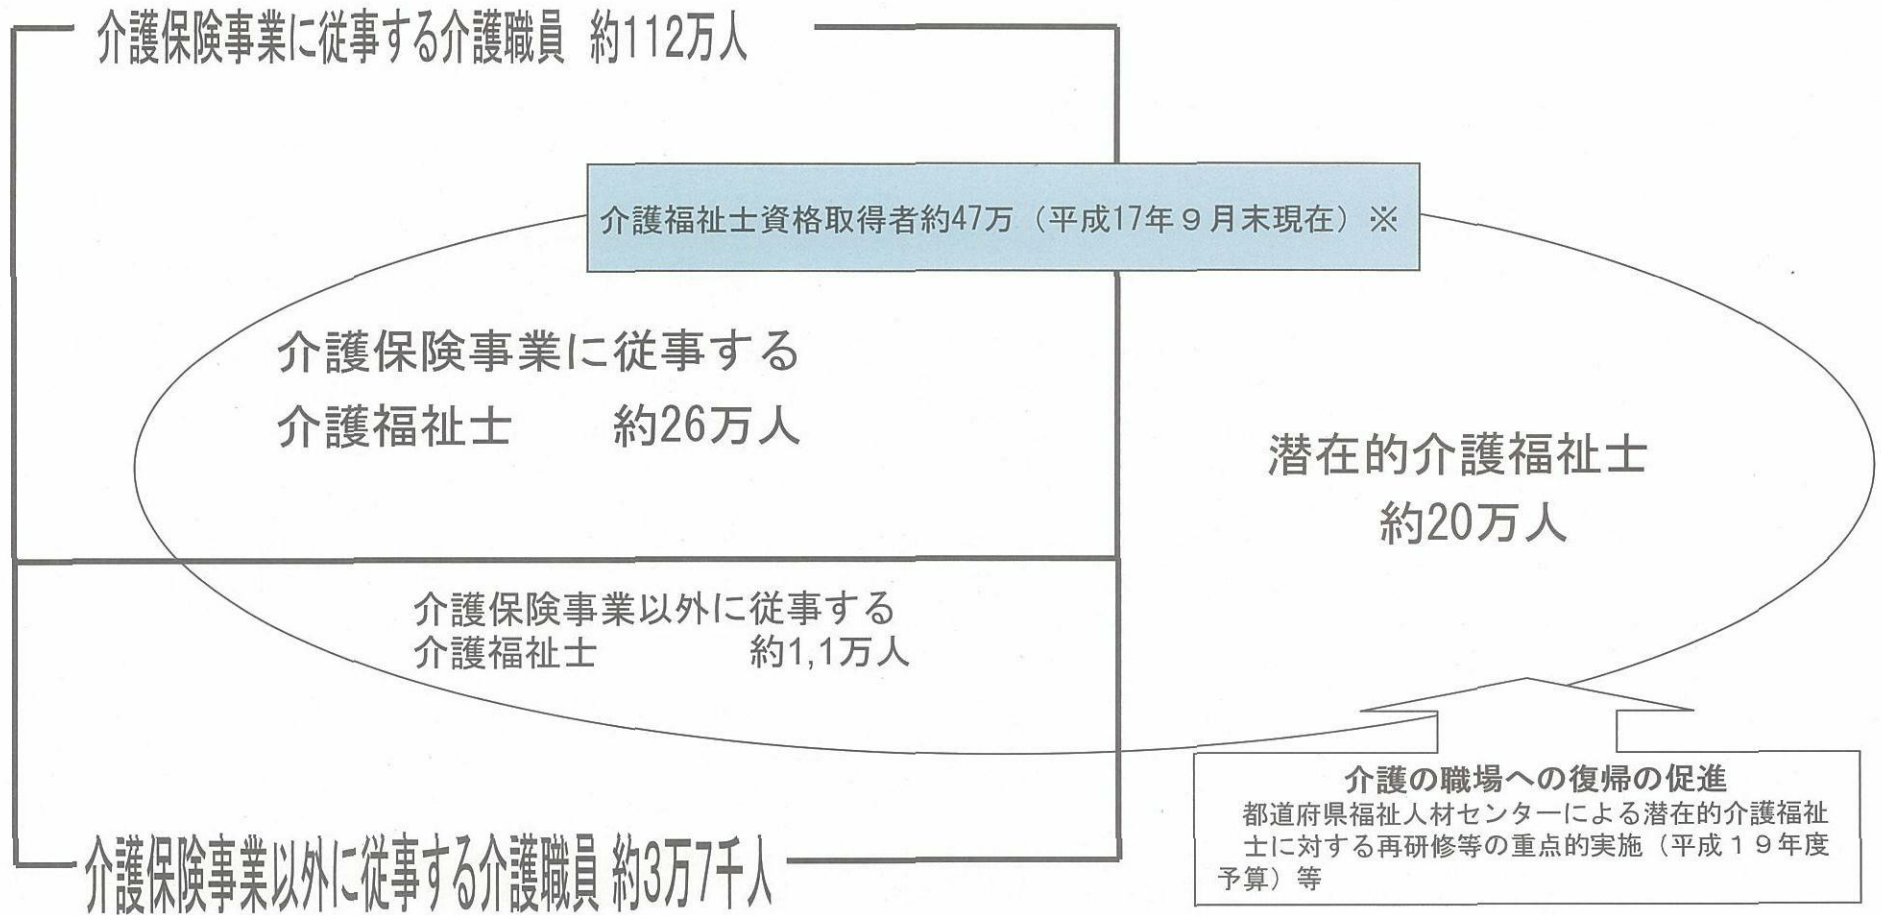 介護保険事業に従事する介護職員 約112万人
介護福祉士資格取得者約47万（平成17年９月末現在）※
介護保険事業に従事する
介護福祉士 約26万人
潜在的介護福祉士
約20万人
介護保険事業以外に従事する
介護福祉士 約1,1万人
介護の職場への復帰の促進
都道府県福祉人材センターによる潜在的介護福祉
士に対する再研修等の重点的実施（平成１９年度
予算）等
介護保険事業以外に従事する介護職員 約3万7千人